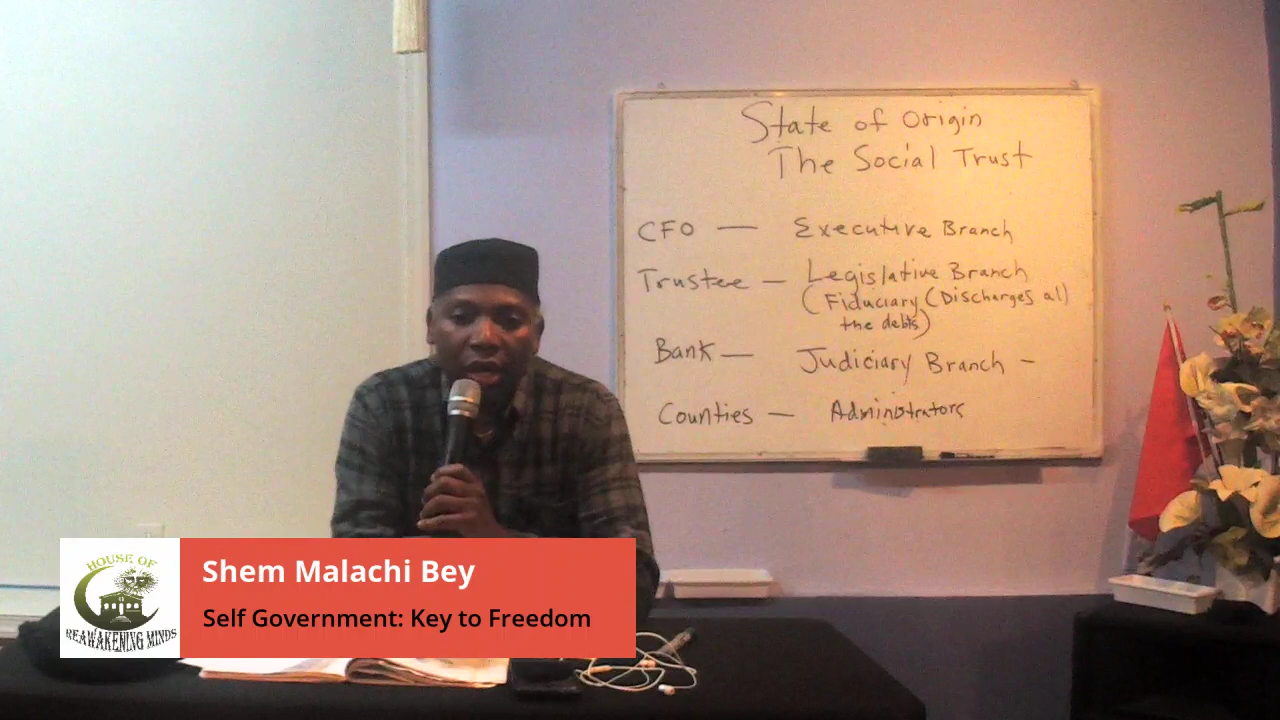 State of Origin
The Social Trust
CFO — Executive Branch
Trustee — Legislative Branch
(Fiduciary (Discharges all
the debts)
Bank — Judiciary Branch -
Counties — Administrators
HOUSE OF
REAWAKENING MINDS
Shem Malachi Bey
Self Government: Key to Freedom